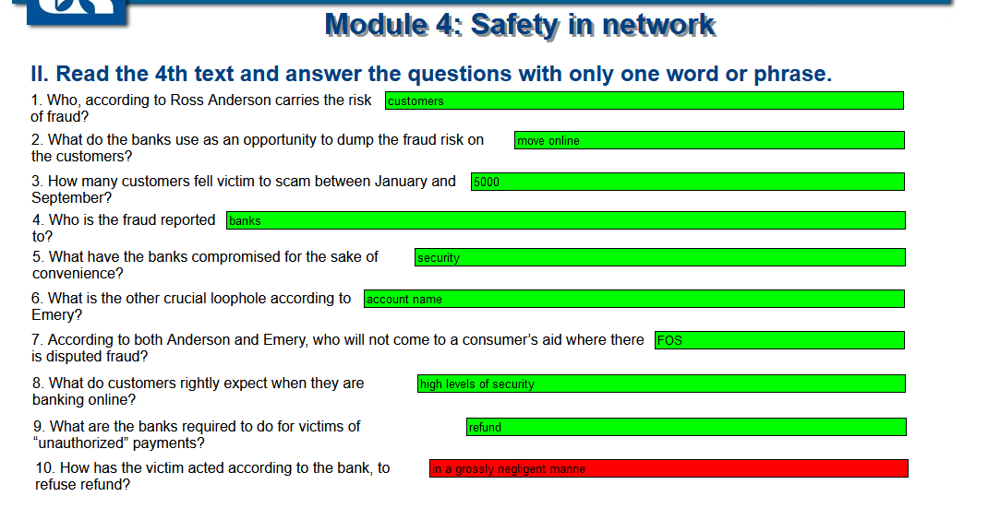 Module 4: Safety in network
II. Read the 4th text and answer the questions with only one word or phrase.
1. Who, according to Ross Anderson carries the risk customers
of fraud?
2. What do the banks use as an opportunity to dump the fraud risk on move online
the customers?
3. How many customers fell victim to scam between January and 5000
September?
4. Who is the fraud reported banks
to?
5. What have the banks compromised for the sake of security
convenience?
6. What is the other crucial loophole according to account name
Emery?
7. According to both Anderson and Emery, who will not come to a consumer’s aid where there FOS
is disputed fraud?
8. What do customers rightly expect when they are high levels of security
banking online?
9. What are the banks required to do for victims of refund
“unauthorized” payments?
10. How has the victim acted according to the bank, to in a grossly negligent manne
refuse refund?